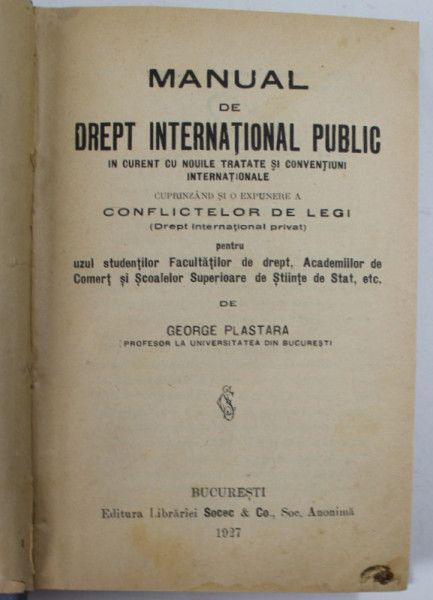 MANUAL
DE
DREPT INTERNAŢIONAL PUBLIC
IN CURENT CU NOUILE TRATATE ŞI CONVENŢIUNI
INTERNAŢIONALE
CUPRINZÂND ŞI O EXPUNERE A
CONFLICTELOR DE LEGI
(Drept internaţional privat)
pentru
uzul studenţilor Facultăţilor de drept, Academiilor de
Comerţ şi Şcoalelor Superioare de Ştiinţe de Stat, etc.
DE
GEORGE PLASTARA
PROFESOR LA UNIVERSITATEA DIN BUCUREŞTI
BUCUREŞTI
Editura Librăriei Socec & Co., Soc. Anonimă
1927